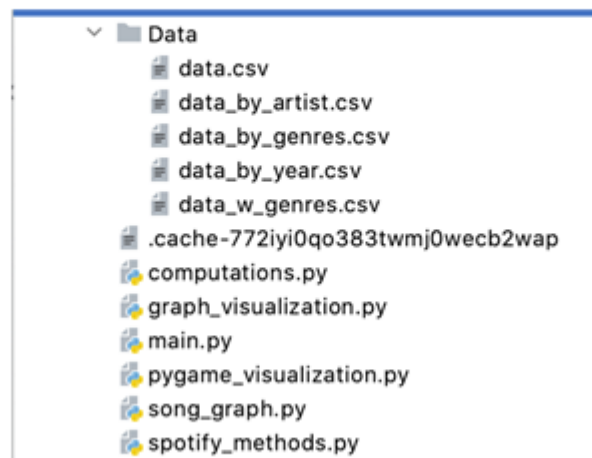 Data
data.csv
data_by_artist.csv
data_by_genres.csv
data_by_year.csv
data_w_genres.csv
.cache-772iyi0qo383twmj0wecb2wap
computations.py
graph_visualization.py
main.py
pygame_visualization.py
song_graph.py
spotify_methods.py